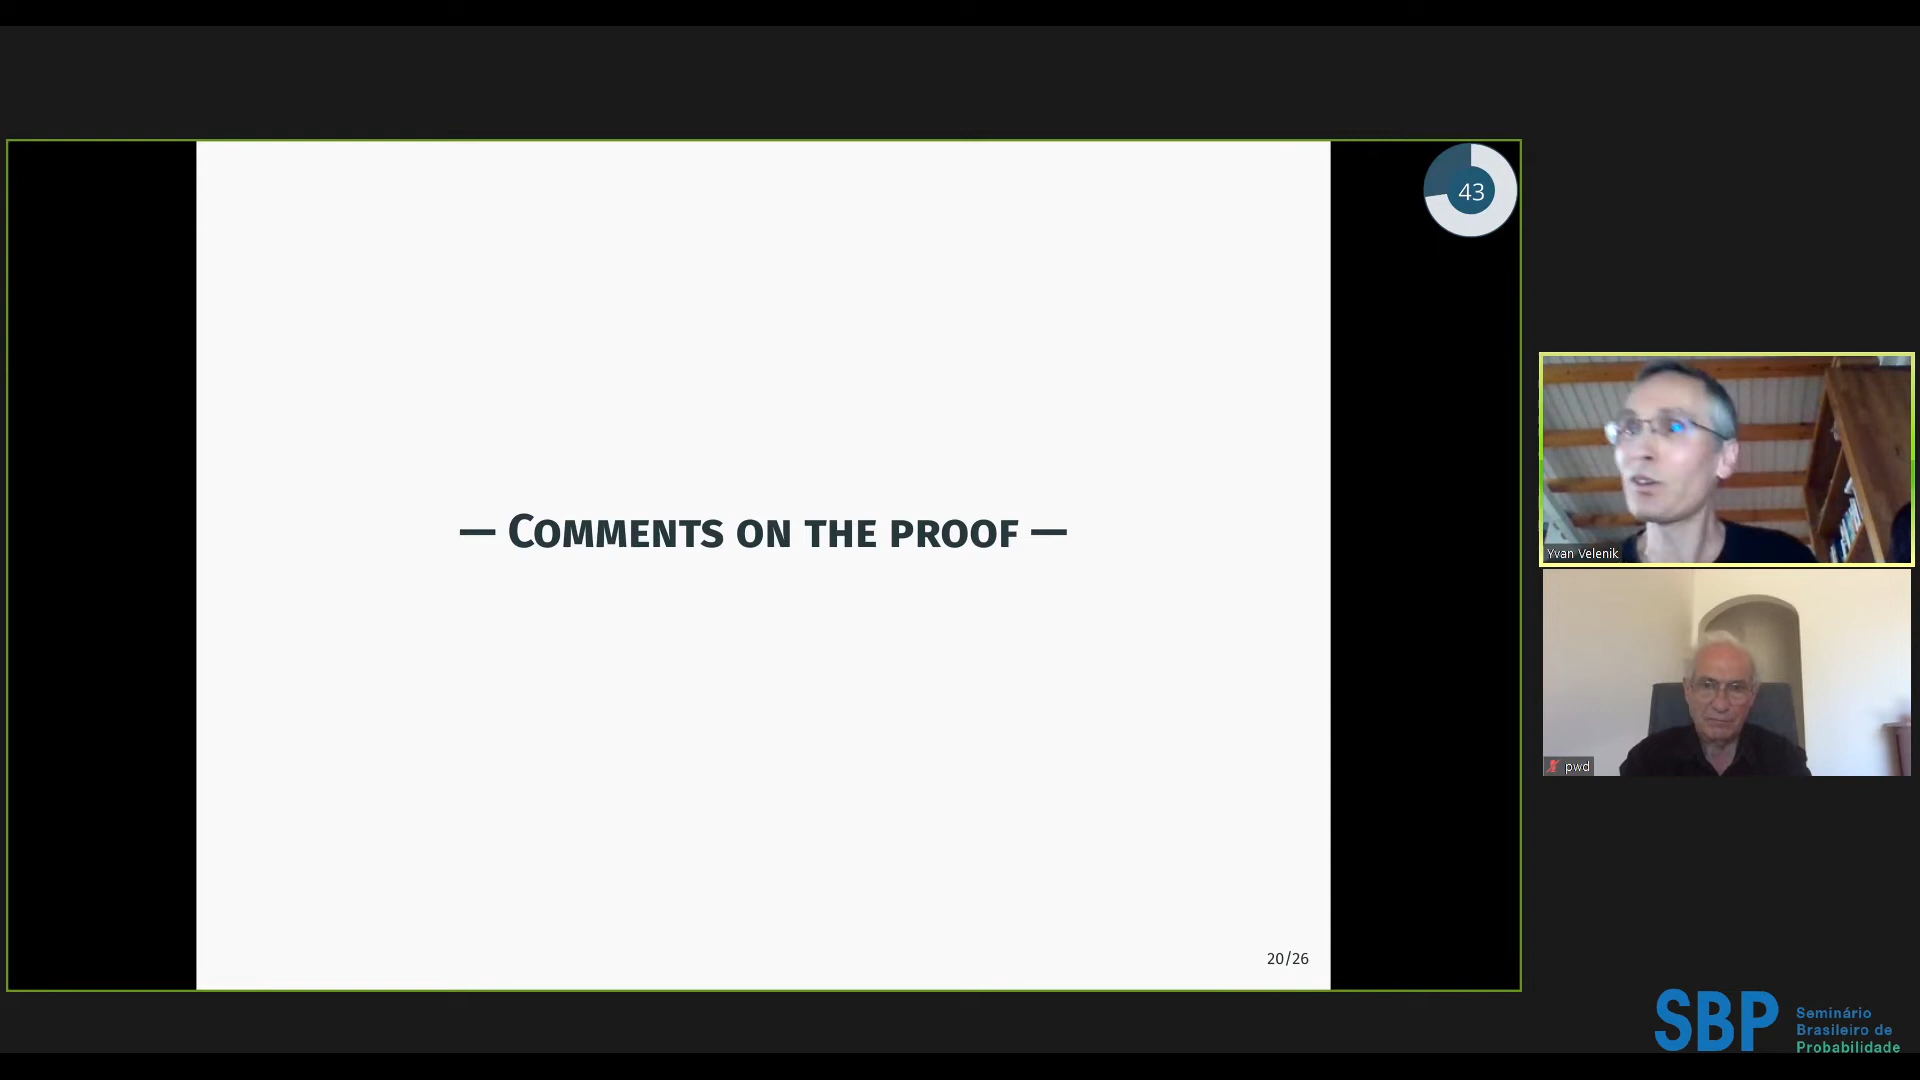 43
— Comments on the proof —
20/26
Yvan Velenik
pwd
SBP
Seminário
Brasileiro de
Probabilidade